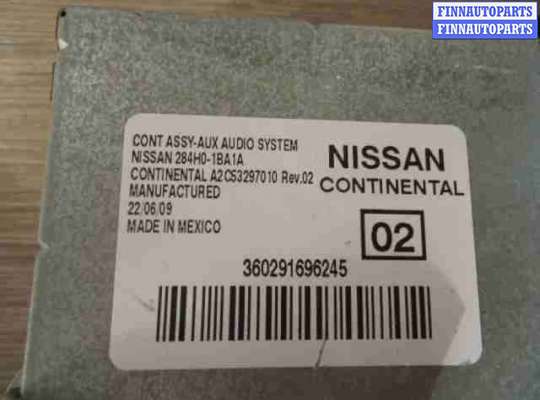 FINNAUTOPARTS
FINNAUTOPARTS
CONT ASSY-AUX AUDIO SYSTEM
NISSAN 284H0-1BA1A
CONTINENTAL A2C53297010 Rev.02
MANUFACTURED
22/06/09
MADE IN MEXICO
NISSAN
CONTINENTAL
02
360291696245